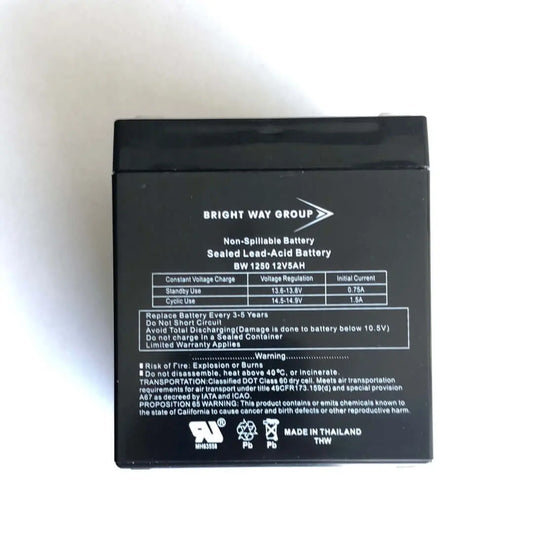 BRIGHT WAY GROUP
Non-Spillable Battery
Sealed Lead-Acid Battery
BW 1250 12V5AH
Constant Voltage Charge Voltage Regulation Initial Current
Standby Use 13.6-13.8V 0.75A
Cyclic Use 14.5-14.9V 1.5A
Replace Battery Every 3-5 Years
Do Not Short Circuit
Avoid Total Discharging(Damage is done to battery below 10.5V)
Do not charge in a Sealed Container
Limited Warranty Applies
Warning
Risk of Fire: Explosion or Burns
Do not disassemble, heat above 40°C, or incinerate.
TRANSPORTATION:Classified DOT Class 60 dry cell. Meets air transportation
requirements for air transport under title 49CFR173.159(d) and special provision
A67 as decreed by IATA and ICAO.
PROPOSITION 65 WARNING: This product contains or emits chemicals known to
the state of California to cause cancer and birth defects or other reproductive harm.
MH63558
Pb Pb
MADE IN THAILAND
THW